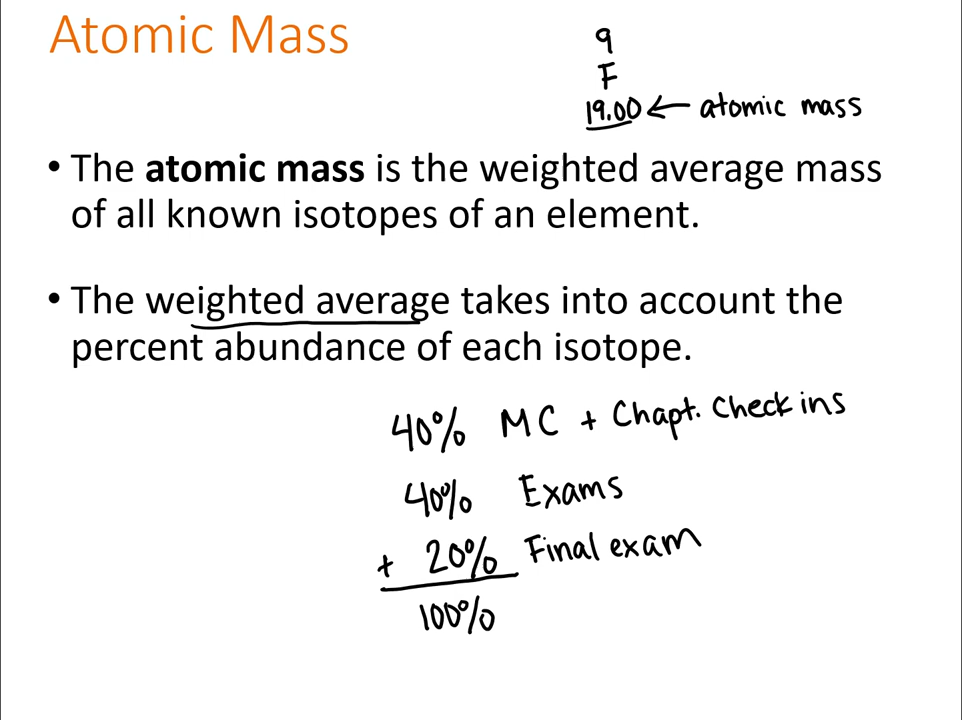 Atomic Mass
9
F
19.00 ← atomic mass
• The atomic mass is the weighted average mass
of all known isotopes of an element.
• The weighted average takes into account the
percent abundance of each isotope.
40% MC + Chapt. Check ins
40% Exams
+ 20% Final exam
100%